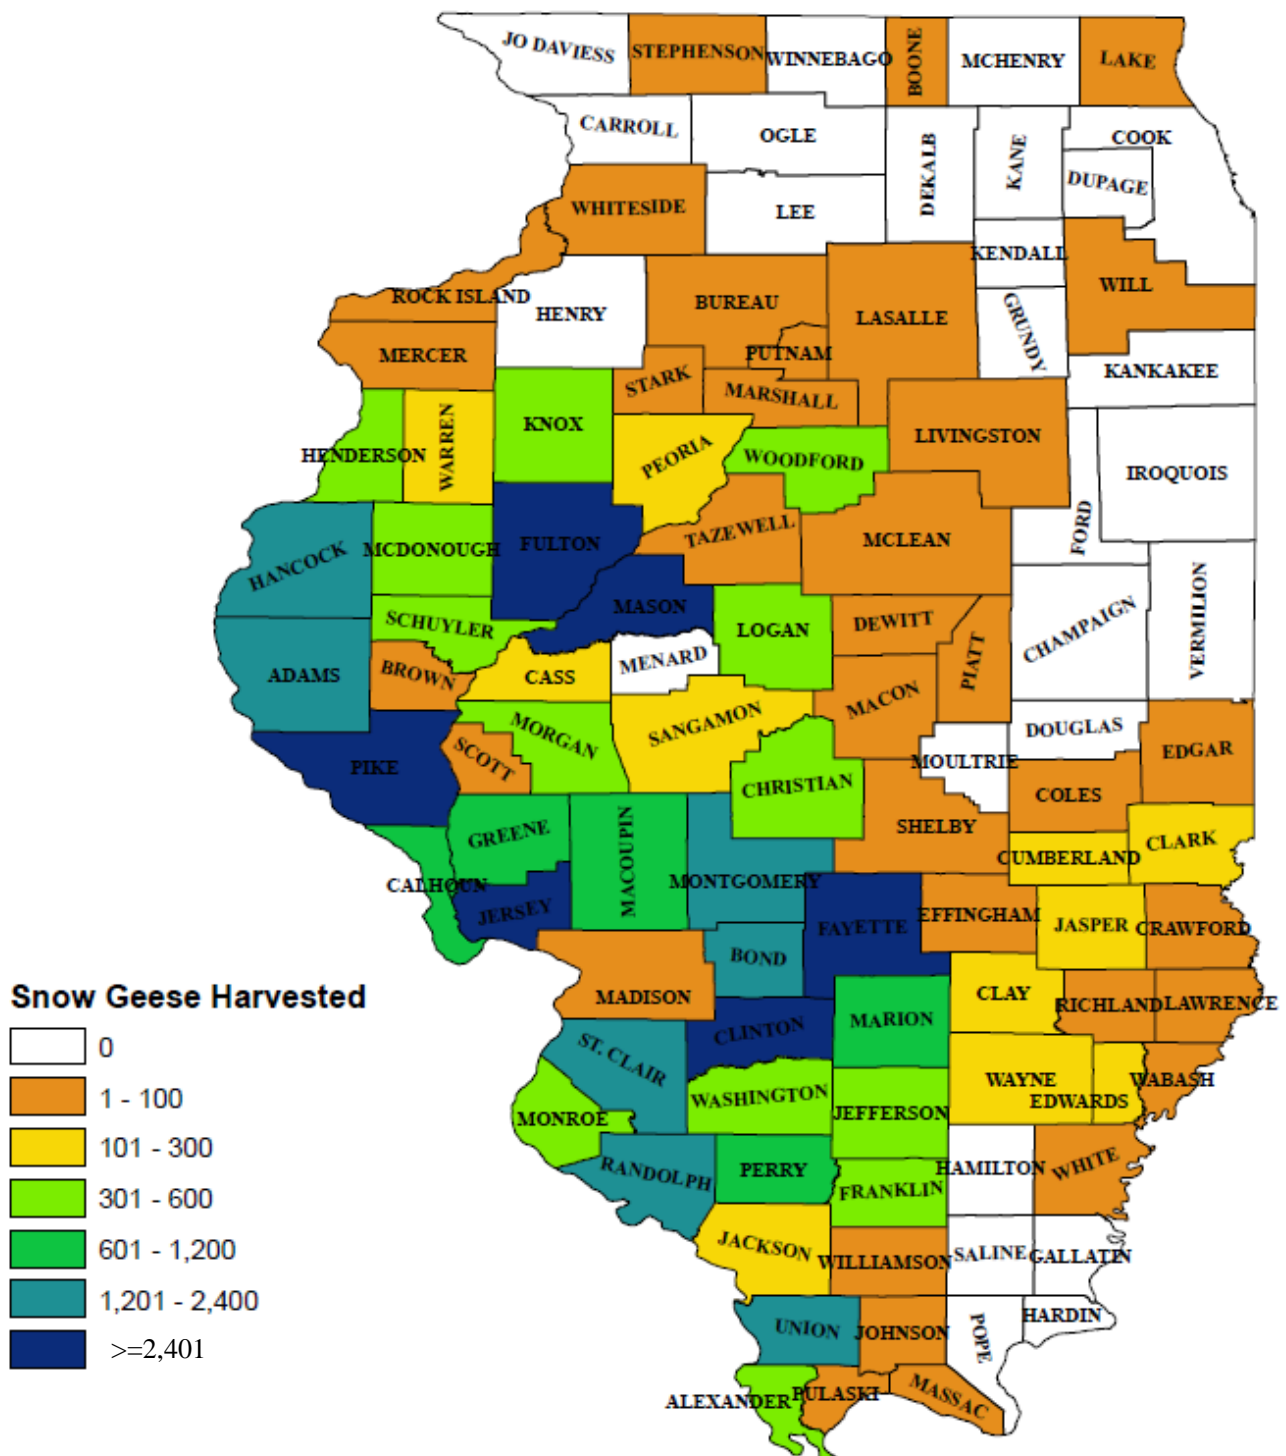 JO DAVIESS
STEPHENSON
WINNEBAGO
BOONE
MCHENRY
LAKE
CARROLL
OGLE
DEKALB
KANE
COOK
DUPAGE
WHITESIDE
LEE
KENDALL
WILL
ROCK ISLAND
HENRY
BUREAU
LASALLE
GRUNDY
MERCER
PUTNAM
KANKAKEE
STARK
MARSHALL
HENDERSON
WARREN
KNOX
PEORIA
WOODFORD
LIVINGSTON
IROQUOIS
FORD
HANCOCK
MCDONOUGH
FULTON
TAZEWELL
MCLEAN
MASON
SCHUYLER
LOGAN
DEWITT
PIATT
CHAMPAIGN
VERMILION
ADAMS
BROWN
CASS
MENARD
MACON
SANGAMON
MORGAN
DOUGLAS
EDGAR
PIKE
SCOTT
CHRISTIAN
MOULTRIE
COLES
GREENE
MACOUPIN
SHELBY
CLARK
CUMBERLAND
CALHOUN
MONTGOMERY
JERSEY
FAYETTE
EFFINGHAM
JASPER
CRAWFORD
BOND
MADISON
CLAY
RICHLAND
LAWRENCE
CLINTON
MARION
ST. CLAIR
WAYNE
EDWARDS
WABASH
WASHINGTON
JEFFERSON
MONROE
RANDOLPH
PERRY
FRANKLIN
HAMILTON
WHITE
JACKSON
WILLIAMSON
SALINE
GALLATIN
UNION
JOHNSON
POPE
HARDIN
ALEXANDER
PULASKI
MASSAC
Snow Geese Harvested
0
1 - 100
101 - 300
301 - 600
601 - 1,200
1,201 - 2,400
>=2,401